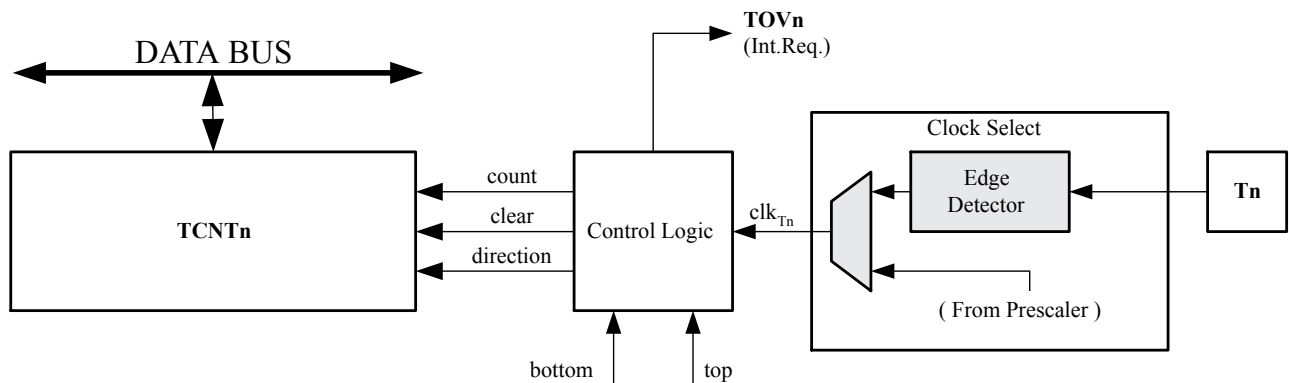 TOVn
(Int.Req.)
DATA BUS
Clock Select
count
Edge
Detector
Tn
TCNTn
clear
Control Logic
clkTn
direction
( From Prescaler )
bottom
top